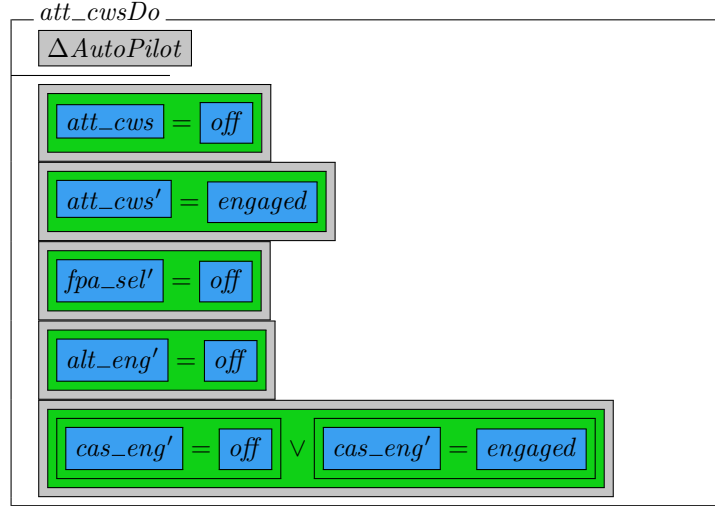 att_cwsDo
ΔAutoPilot
att_cws = off
att_cws′ = engaged
fpa_sel′ = off
alt_eng′ = off
cas_eng′ = off ∨ cas_eng′ = engaged